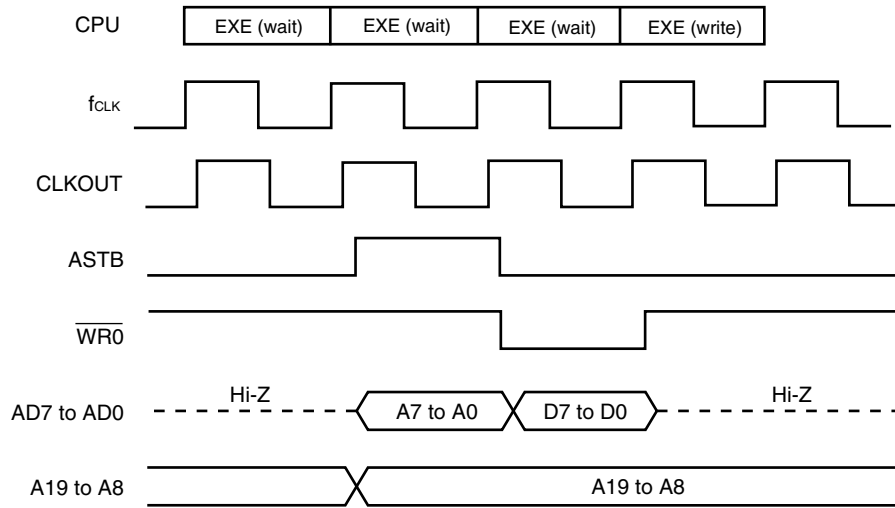 CPU EXE (wait) EXE (wait) EXE (wait) EXE (write)
fCLK
CLKOUT
ASTB
WR0
AD7 to AD0 Hi-Z A7 to A0 D7 to D0 Hi-Z
A19 to A8 A19 to A8